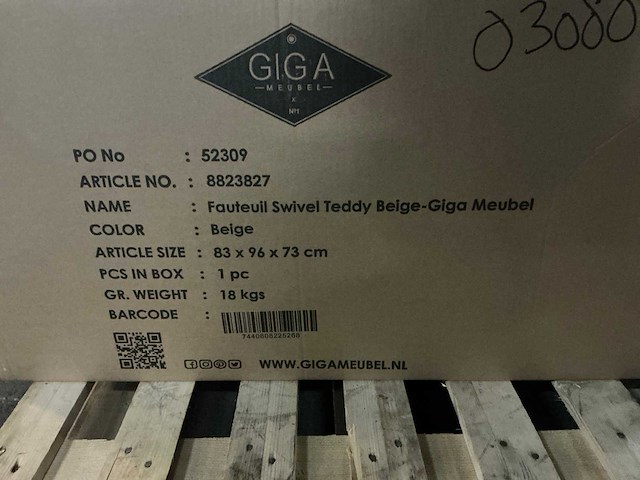 03080
GIGA
MEUBEL
x
Nº1
PO No : 52309
ARTICLE NO. : 8823827
NAME : Fauteuil Swivel Teddy Beige-Giga Meubel
COLOR : Beige
ARTICLE SIZE : 83 x 96 x 73 cm
PCS IN BOX : 1 pc
GR. WEIGHT : 18 kgs
BARCODE :
WWW.GIGAMEUBEL.NL